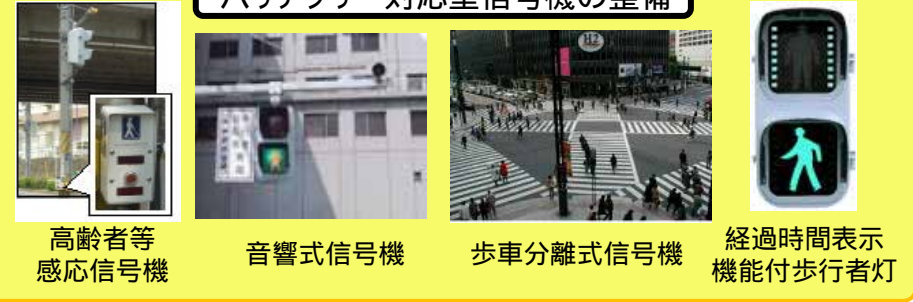 バリアフリー対応型信号機の整備
高齢者等
感応信号機
音響式信号機
歩車分離式信号機
経過時間表示
機能付歩行者灯
H2